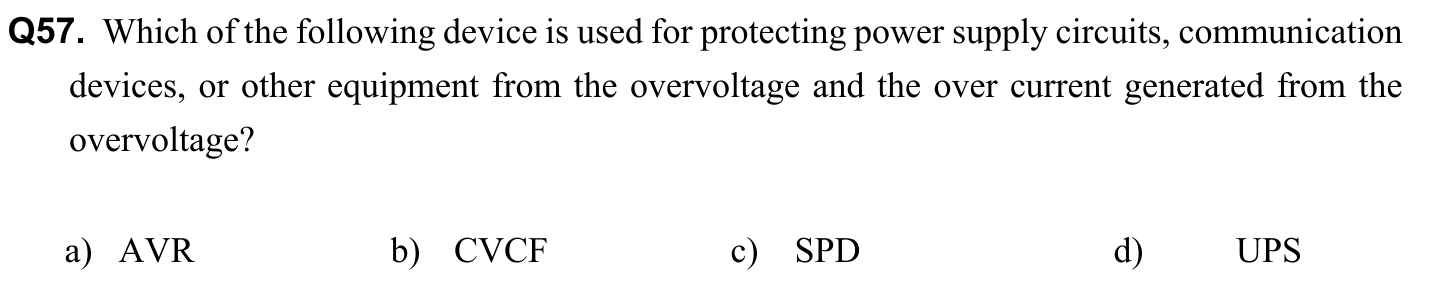 Q57. Which of the following device is used for protecting power supply circuits, communication
devices, or other equipment from the overvoltage and the over current generated from the
overvoltage?
a) AVR b) CVCF c) SPD d) UPS